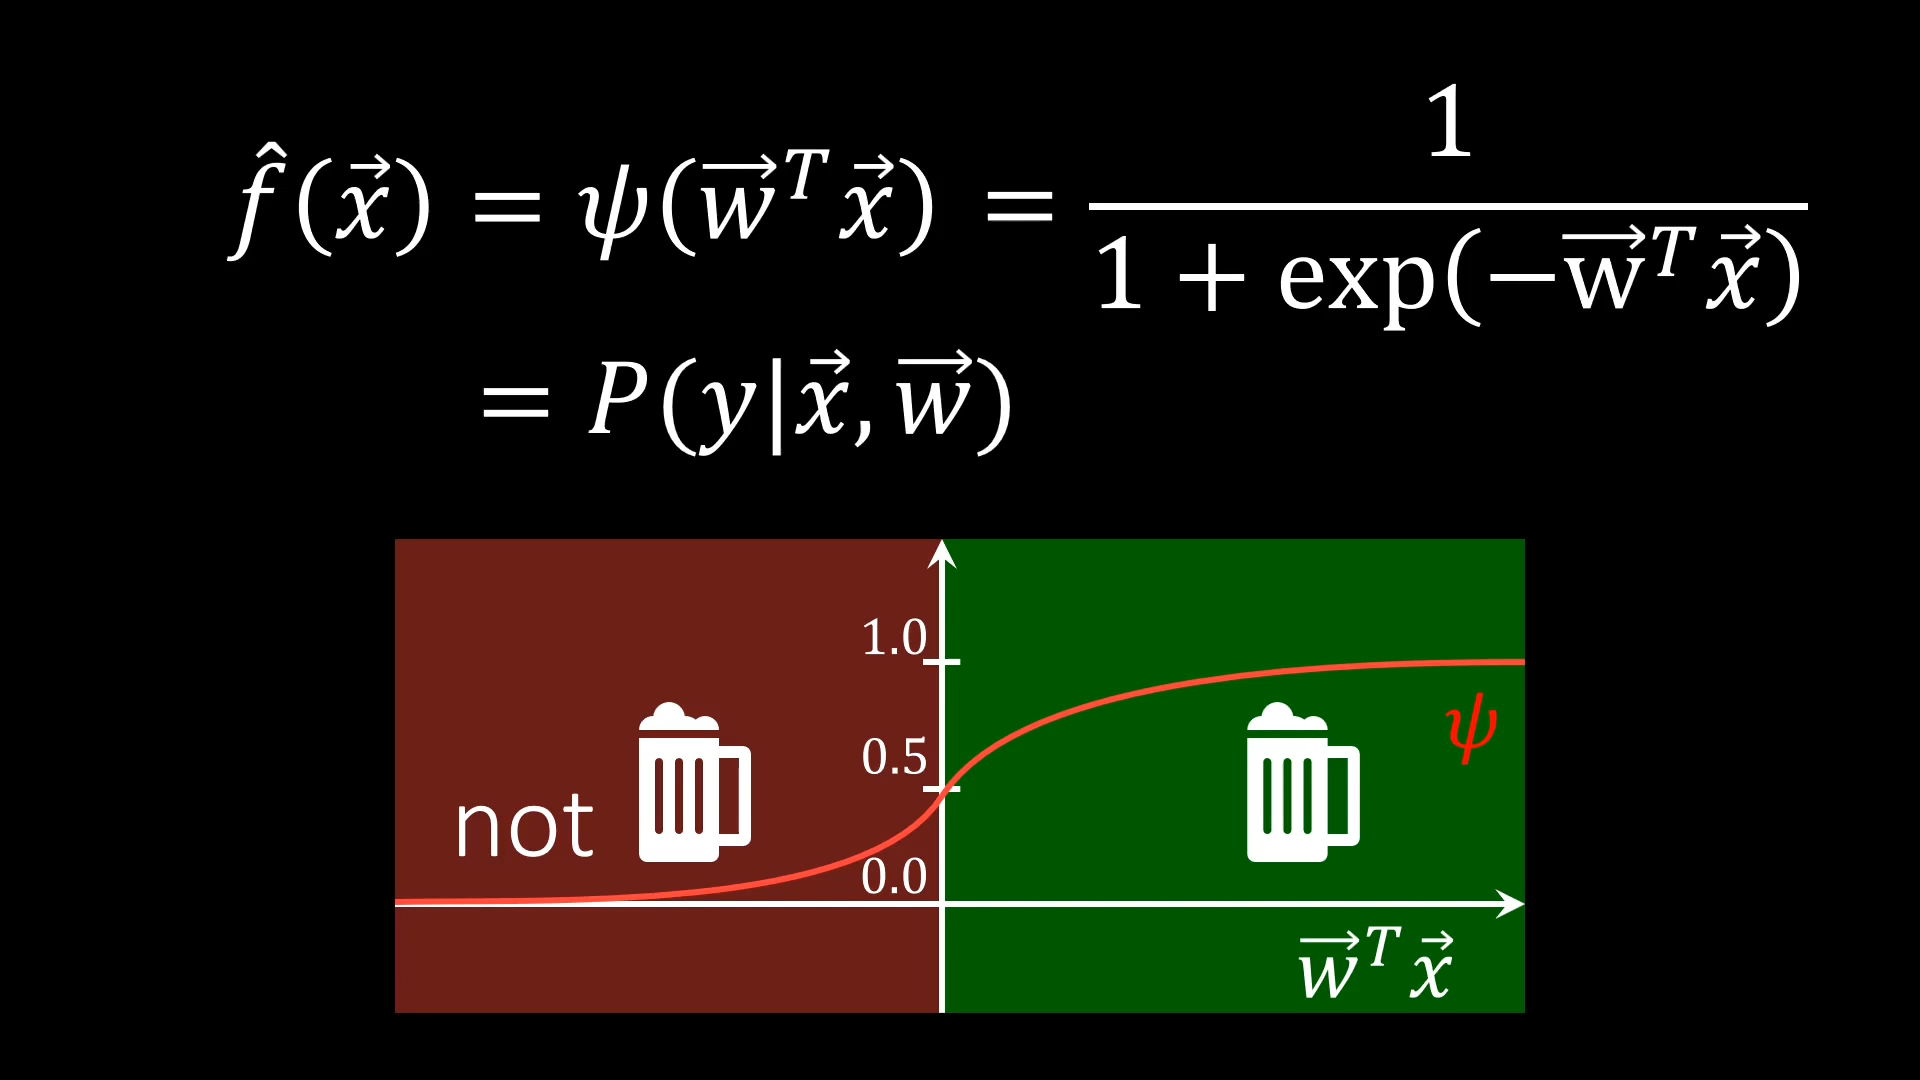 f̂(x⃗) = ψ(w⃗ᵀx⃗) = 1 / (1 + exp(−w⃗ᵀx⃗))
= P(y|x⃗, w⃗)
1.0
ψ
0.5
not
0.0
w⃗ᵀx⃗